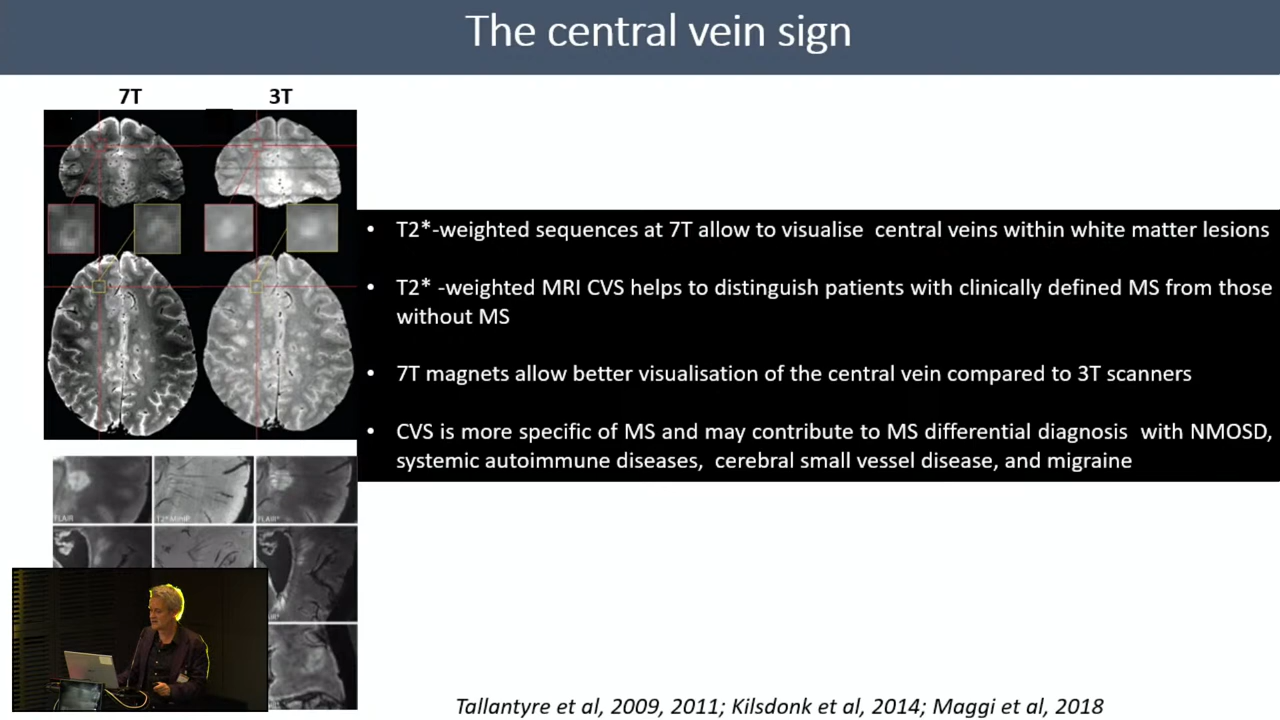 The central vein sign
7T
3T
• T2*-weighted sequences at 7T allow to visualise central veins within white matter lesions
• T2* -weighted MRI CVS helps to distinguish patients with clinically defined MS from those
without MS
• 7T magnets allow better visualisation of the central vein compared to 3T scanners
• CVS is more specific of MS and may contribute to MS differential diagnosis with NMOSD,
systemic autoimmune diseases, cerebral small vessel disease, and migraine
FLAIR
FLAIR*
Tallantyre et al, 2009, 2011; Kilsdonk et al, 2014; Maggi et al, 2018